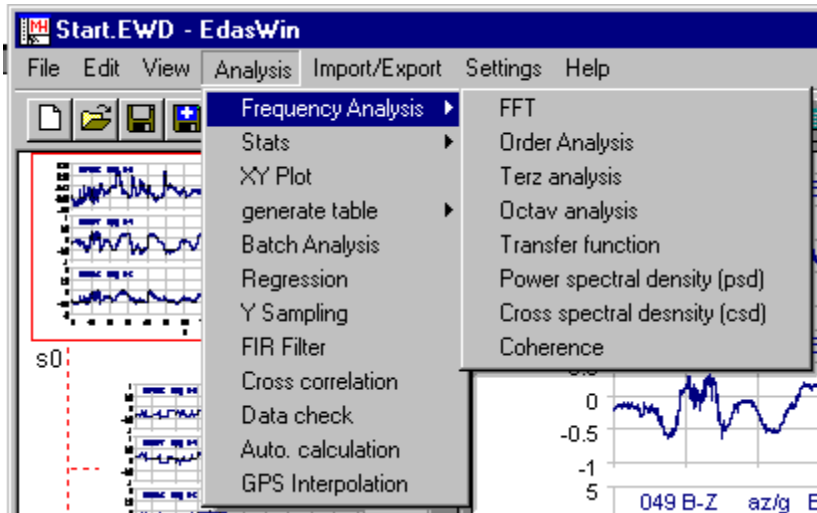 Start.EWD - EdasWin
File Edit View Analysis Import/Export Settings Help
Frequency Analysis
Stats
XY Plot
generate table
Batch Analysis
Regression
Y Sampling
FIR Filter
Cross correlation
Data check
Auto. calculation
GPS Interpolation
FFT
Order Analysis
Terz analysis
Octav analysis
Transfer function
Power spectral density (psd)
Cross spectral desnsity (csd)
Coherence
s0
0
-0.5
-1
5
049 B-Z az/g